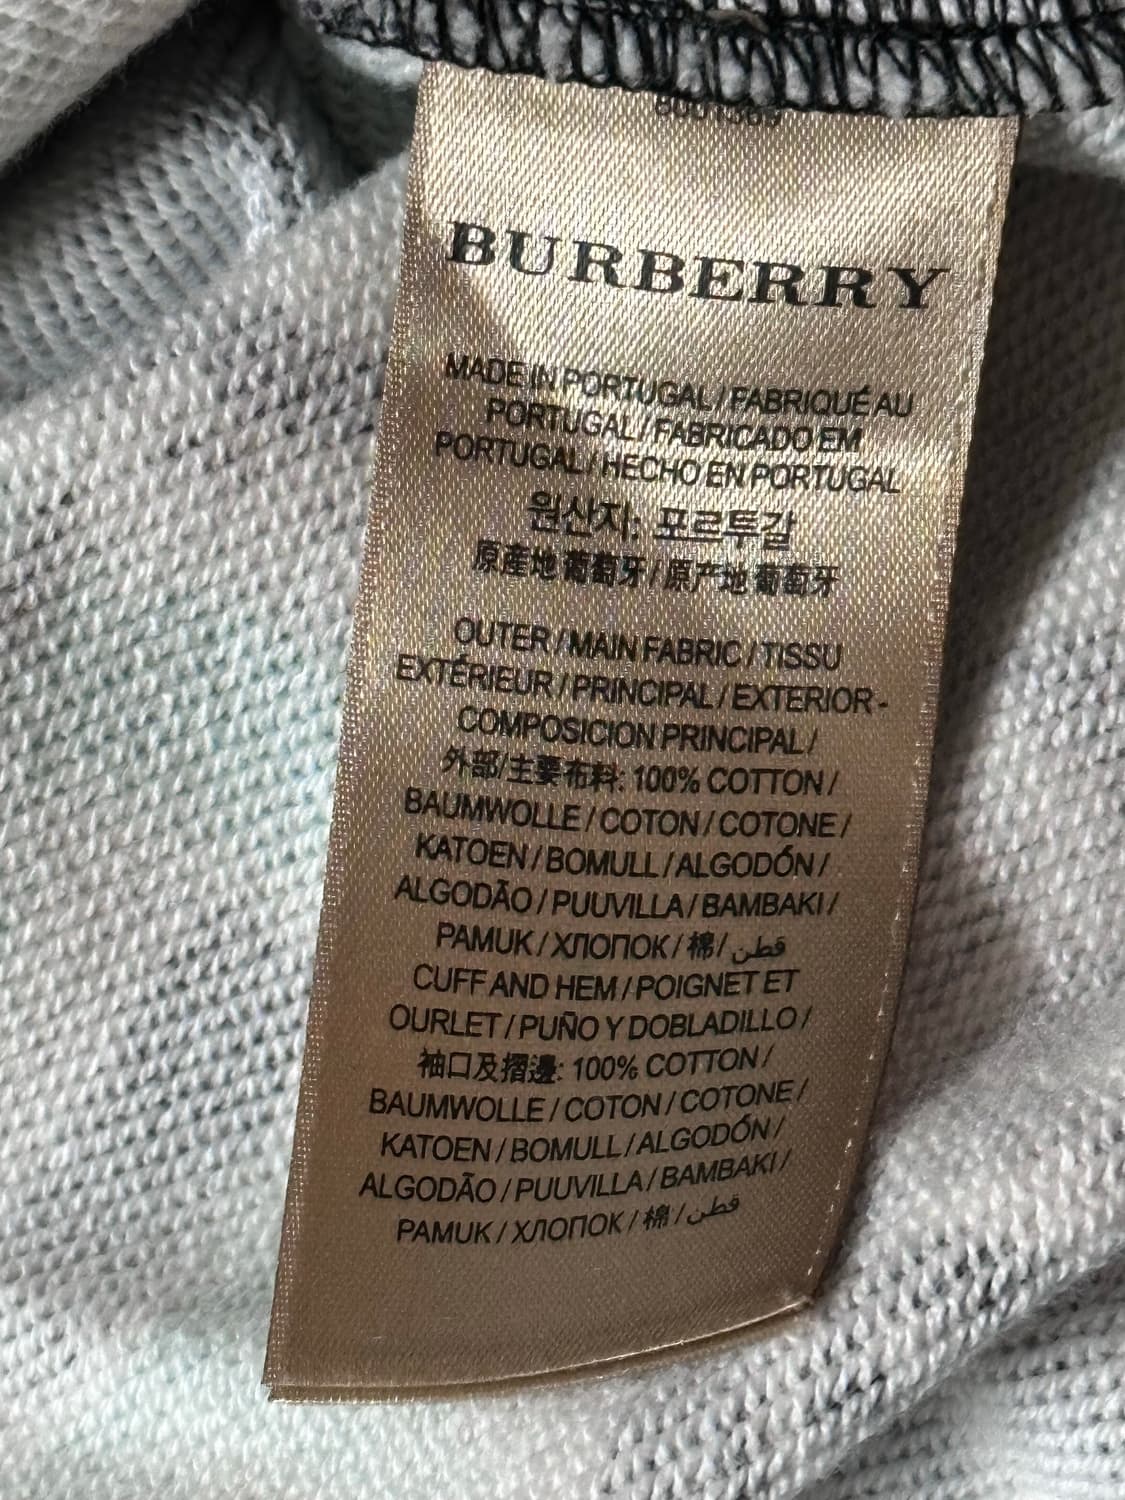 BURBERRY
MADE IN PORTUGAL / FABRIQUÉ AU
PORTUGAL / FABRICADO EM
PORTUGAL / HECHO EN PORTUGAL
원산지: 포르투갈
原產地 葡萄牙 / 原产地 葡萄牙
OUTER / MAIN FABRIC / TISSU
EXTÉRIEUR / PRINCIPAL / EXTERIOR -
COMPOSICION PRINCIPAL /
外部/主要布料: 100% COTTON /
BAUMWOLLE / COTON / COTONE /
KATOEN / BOMULL / ALGODÓN /
ALGODÃO / PUUVILLA / BAMBAKI /
PAMUK / ХЛОПОК / 棉 / قطن
CUFF AND HEM / POIGNET ET
OURLET / PUÑO Y DOBLADILLO /
袖口及摺邊: 100% COTTON /
BAUMWOLLE / COTON / COTONE /
KATOEN / BOMULL / ALGODÓN /
ALGODÃO / PUUVILLA / BAMBAKI /
PAMUK / ХЛОПОК / 棉 / قطن